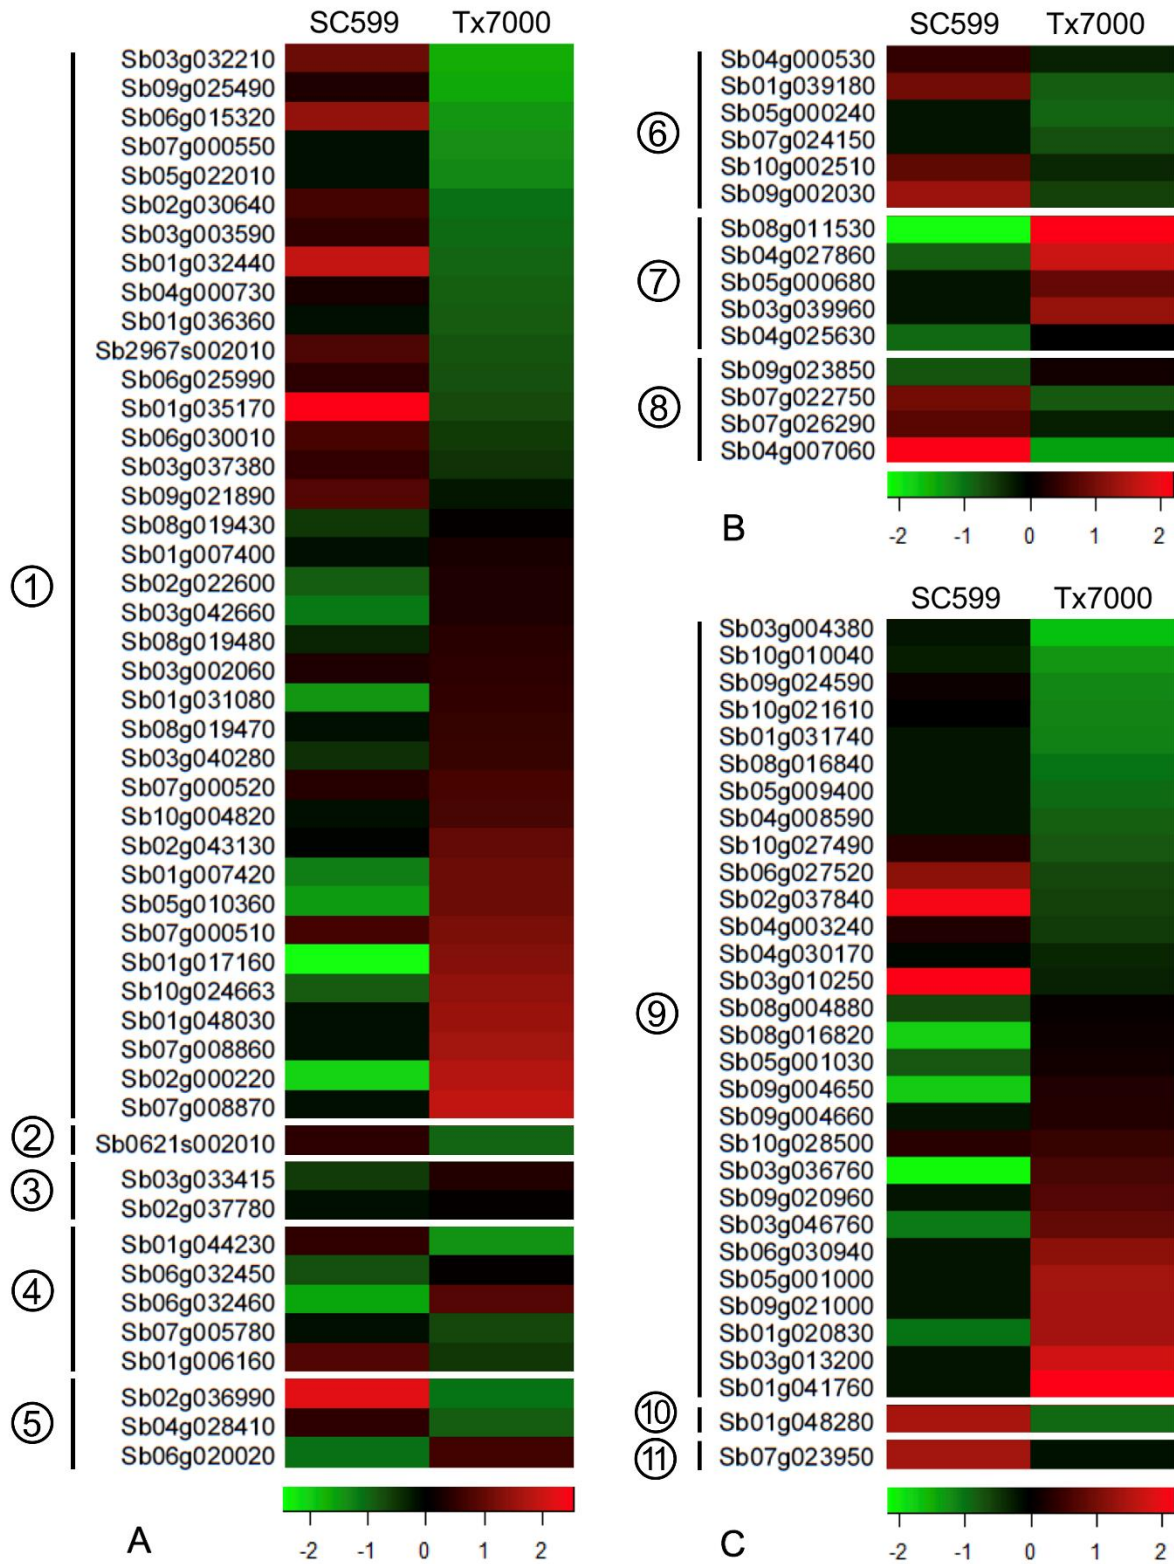 SC599 Tx7000
①
Sb03g032210
Sb09g025490
Sb06g015320
Sb07g000550
Sb05g022010
Sb02g030640
Sb03g003590
Sb01g032440
Sb04g000730
Sb01g036360
Sb2967s002010
Sb06g025990
Sb01g035170
Sb06g030010
Sb03g037380
Sb09g021890
Sb08g019430
Sb01g007400
Sb02g022600
Sb03g042660
Sb08g019480
Sb03g002060
Sb01g031080
Sb08g019470
Sb03g040280
Sb07g000520
Sb10g004820
Sb02g043130
Sb01g007420
Sb05g010360
Sb07g000510
Sb01g017160
Sb10g024663
Sb01g048030
Sb07g008860
Sb02g000220
Sb07g008870
②
Sb0621s002010
③
Sb03g033415
Sb02g037780
④
Sb01g044230
Sb06g032450
Sb06g032460
Sb07g005780
Sb01g006160
⑤
Sb02g036990
Sb04g028410
Sb06g020020
A
-2 -1 0 1 2
SC599 Tx7000
⑥
Sb04g000530
Sb01g039180
Sb05g000240
Sb07g024150
Sb10g002510
Sb09g002030
⑦
Sb08g011530
Sb04g027860
Sb05g000680
Sb03g039960
Sb04g025630
⑧
Sb09g023850
Sb07g022750
Sb07g026290
Sb04g007060
B
-2 -1 0 1 2
SC599 Tx7000
⑨
Sb03g004380
Sb10g010040
Sb09g024590
Sb10g021610
Sb01g031740
Sb08g016840
Sb05g009400
Sb04g008590
Sb10g027490
Sb06g027520
Sb02g037840
Sb04g003240
Sb04g030170
Sb03g010250
Sb08g004880
Sb08g016820
Sb05g001030
Sb09g004650
Sb09g004660
Sb10g028500
Sb03g036760
Sb09g020960
Sb03g046760
Sb06g030940
Sb05g001000
Sb09g021000
Sb01g020830
Sb03g013200
Sb01g041760
⑩
Sb01g048280
⑪
Sb07g023950
C
-2 -1 0 1 2